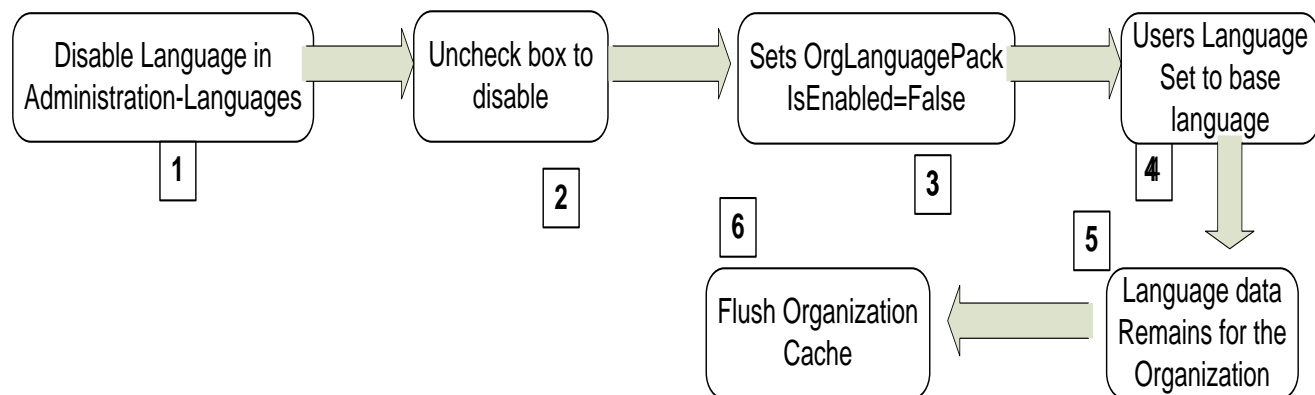 Disable Language in
Administration-Languages
1
Uncheck box to
disable
2
Sets OrgLanguagePack
IsEnabled=False
3
Users Language
Set to base
language
4
5
Language data
Remains for the
Organization
6
Flush Organization
Cache